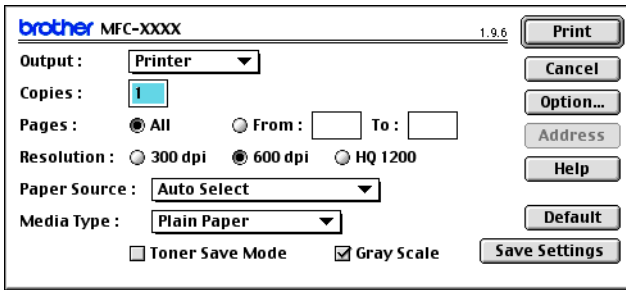 brother MFC-XXXX 1.9.6 Print
Output : Printer Cancel
Copies : 1 Option...
Pages : All From : To : Address
Resolution : 300 dpi 600 dpi HQ 1200 Help
Paper Source : Auto Select
Media Type : Plain Paper Default
Toner Save Mode Gray Scale Save Settings